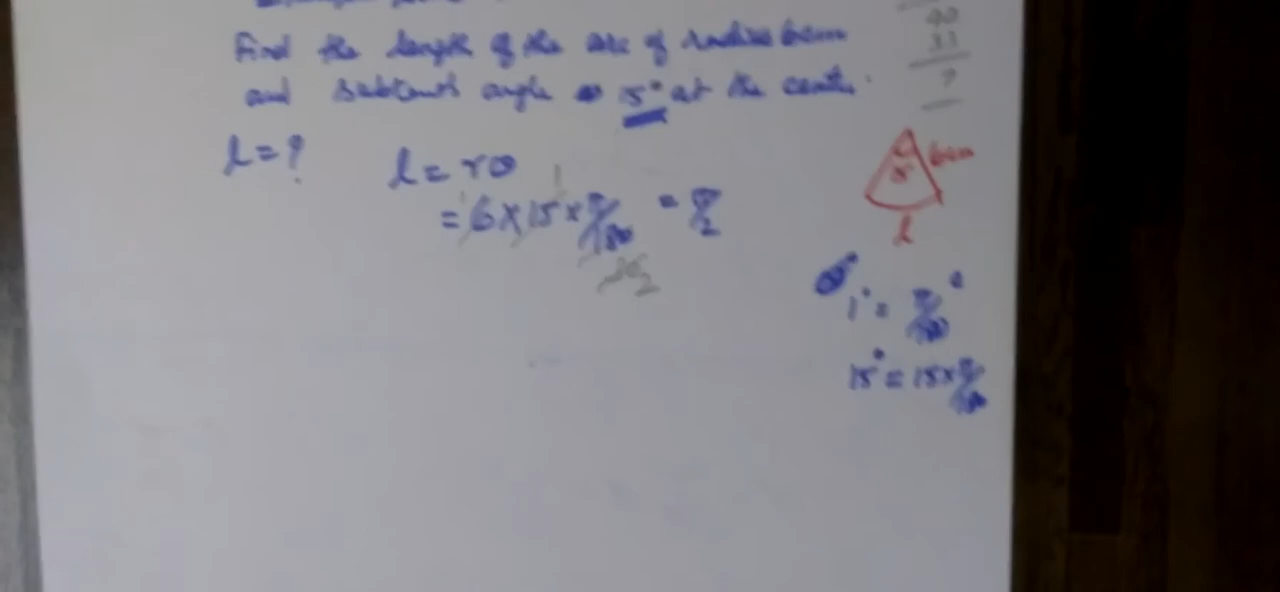 Find the length of the arc of radius 6cm
and subtends angle 15° at the centre.
l = ?
l = rθ
= 6 × 15 × π/180 = π/2
6cm
15
l
1° = π/180
15° = 15 × π/180